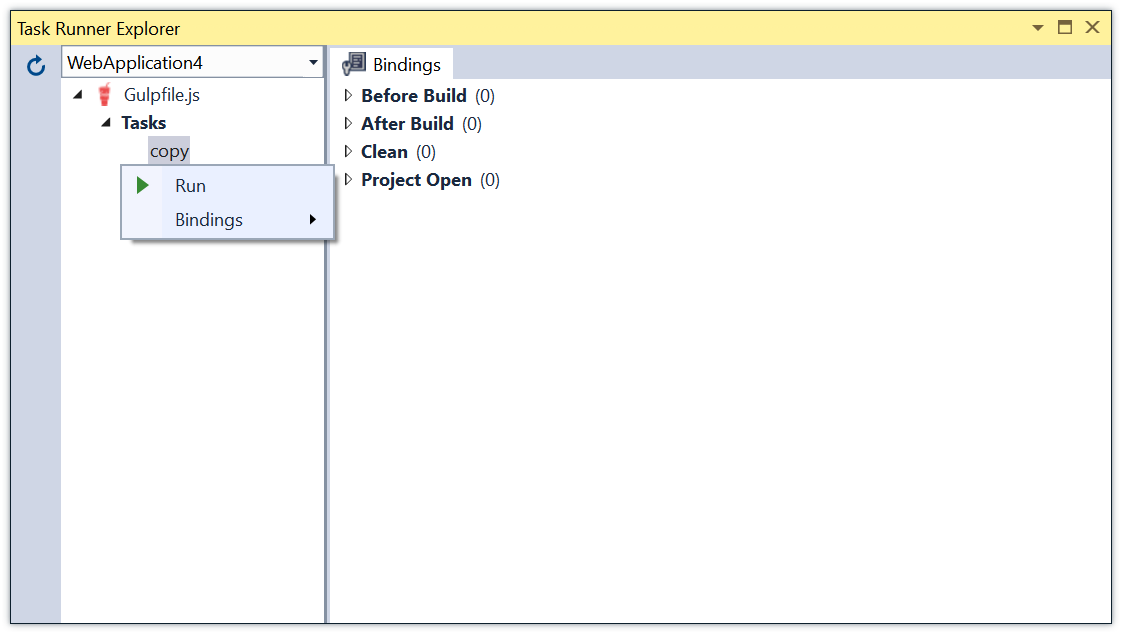 Task Runner Explorer
WebApplication4
Gulpfile.js
Tasks
copy
Run
Bindings
Bindings
Before Build (0)
After Build (0)
Clean (0)
Project Open (0)